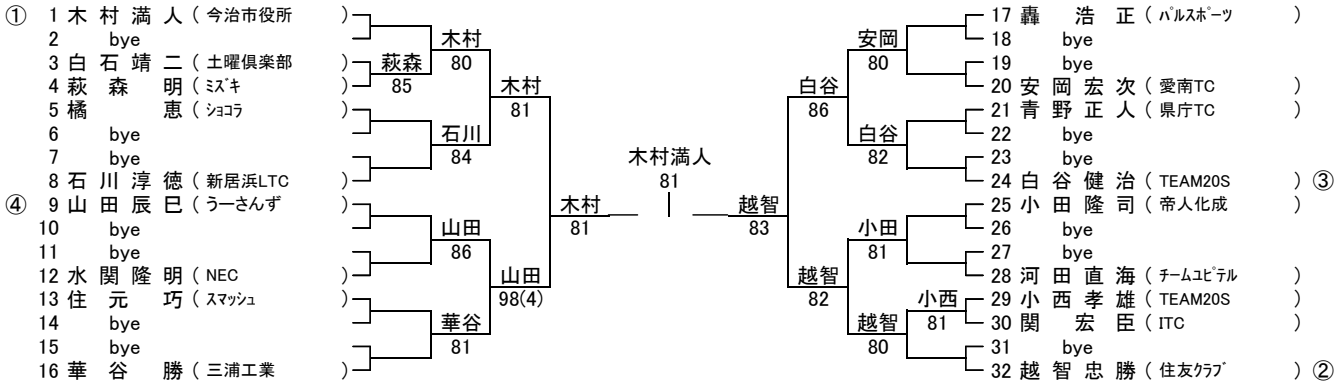 ① 1 木村満人 (今治市役所)
2 bye
3 白石靖二 (土曜倶楽部)
4 萩森明 (ミズキ)
5 橘恵 (ショコラ)
6 bye
7 bye
8 石川淳徳 (新居浜LTC)
④ 9 山田辰巳 (うーさんず)
10 bye
11 bye
12 水関隆明 (NEC)
13 住元巧 (スマッシュ)
14 bye
15 bye
16 華谷勝 (三浦工業)
萩森
85
木村
80
石川
84
山田
86
華谷
81
木村
81
山田
98(4)
木村
81
木村満人
81
越智
83
白谷
86
越智
82
安岡
80
白谷
82
小田
81
越智
80
小西
81
17 轟浩正 (パルスポーツ)
18 bye
19 bye
20 安岡宏次 (愛南TC)
21 青野正人 (県庁TC)
22 bye
23 bye
24 白谷健治 (TEAM20S) ③
25 小田隆司 (帝人化成)
26 bye
27 bye
28 河田直海 (チームユピテル)
29 小西孝雄 (TEAM20S)
30 関宏臣 (ITC)
31 bye
32 越智忠勝 (住友クラブ) ②